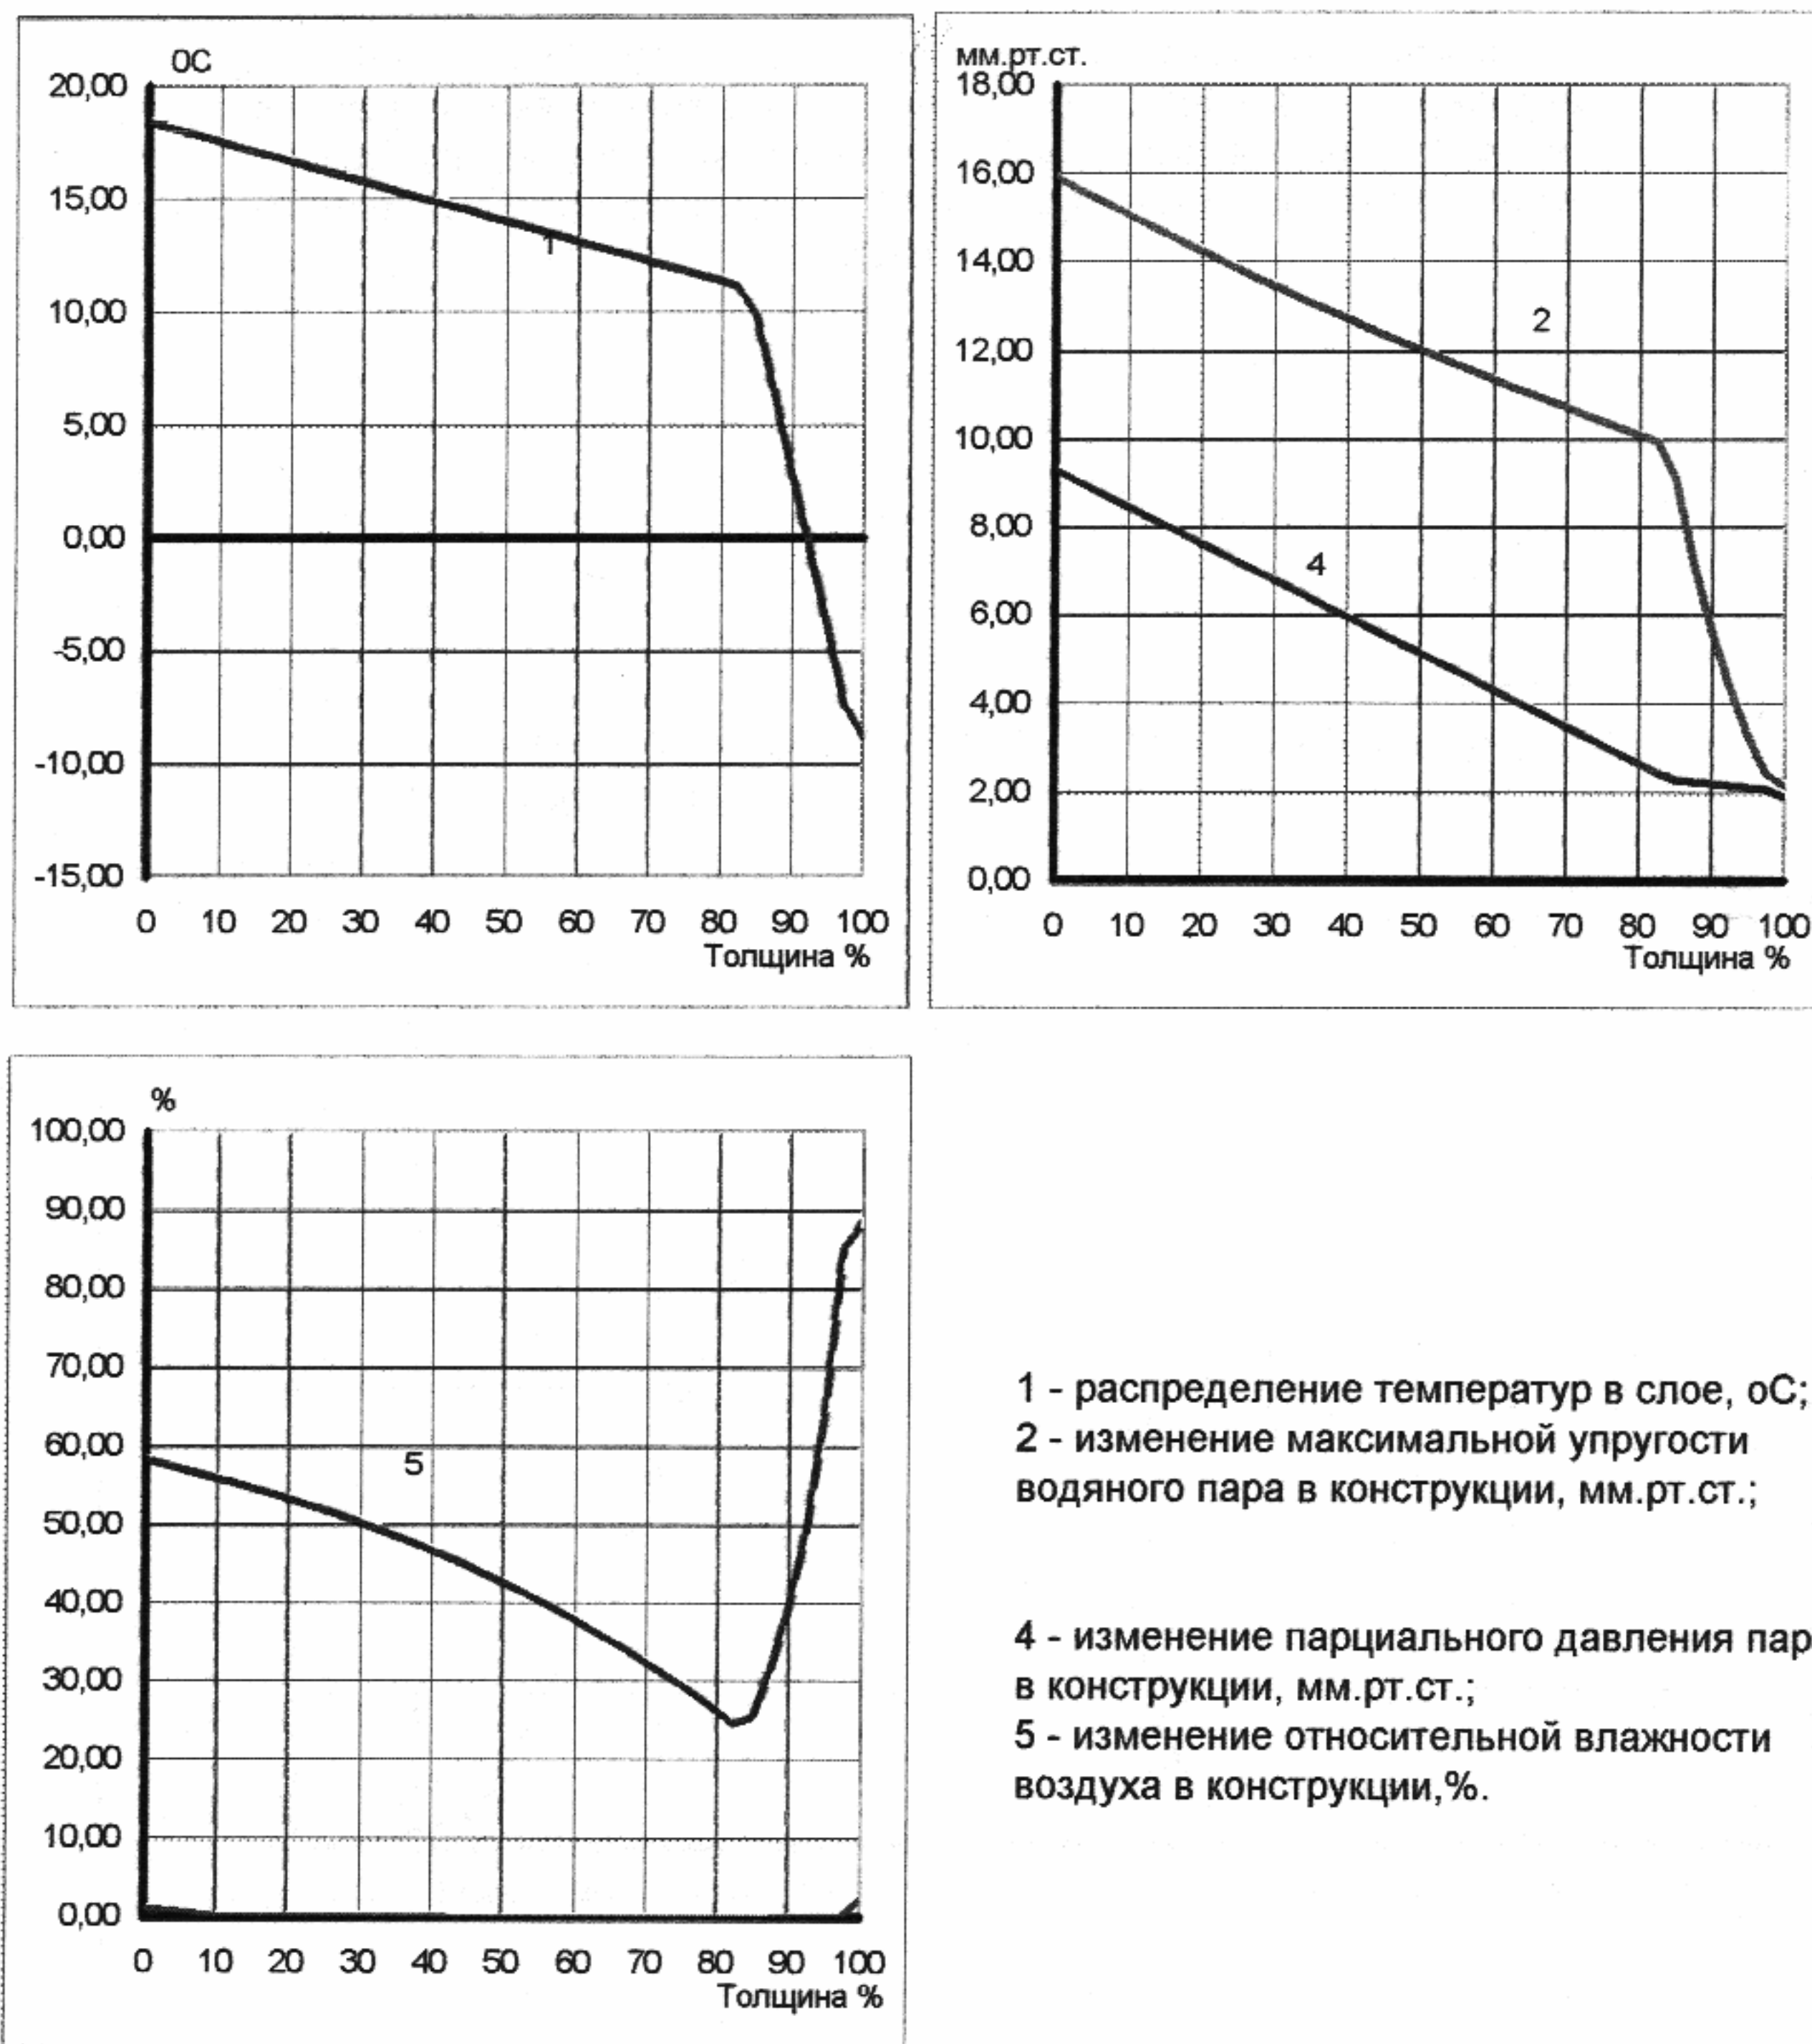 ОС
20,00
15,00
10,00
5,00
0,00
-5,00
-10,00
-15,00
1
0 10 20 30 40 50 60 70 80 90 100
Толщина %
мм.рт.ст.
18,00
16,00
14,00
12,00
10,00
8,00
6,00
4,00
2,00
0,00
2
4
0 10 20 30 40 50 60 70 80 90 100
Толщина %
%
100,00
90,00
80,00
70,00
60,00
50,00
40,00
30,00
20,00
10,00
0,00
5
0 10 20 30 40 50 60 70 80 90 100
Толщина %
1 - распределение температур в слое, оС;
2 - изменение максимальной упругости
водяного пара в конструкции, мм.рт.ст.;
4 - изменение парциального давления пар
в конструкции, мм.рт.ст.;
5 - изменение относительной влажности
воздуха в конструкции,%.